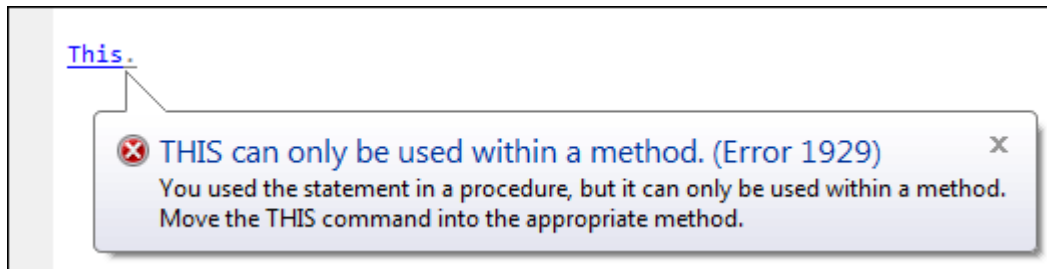 This.
THIS can only be used within a method. (Error 1929)
You used the statement in a procedure, but it can only be used within a method.
Move the THIS command into the appropriate method.